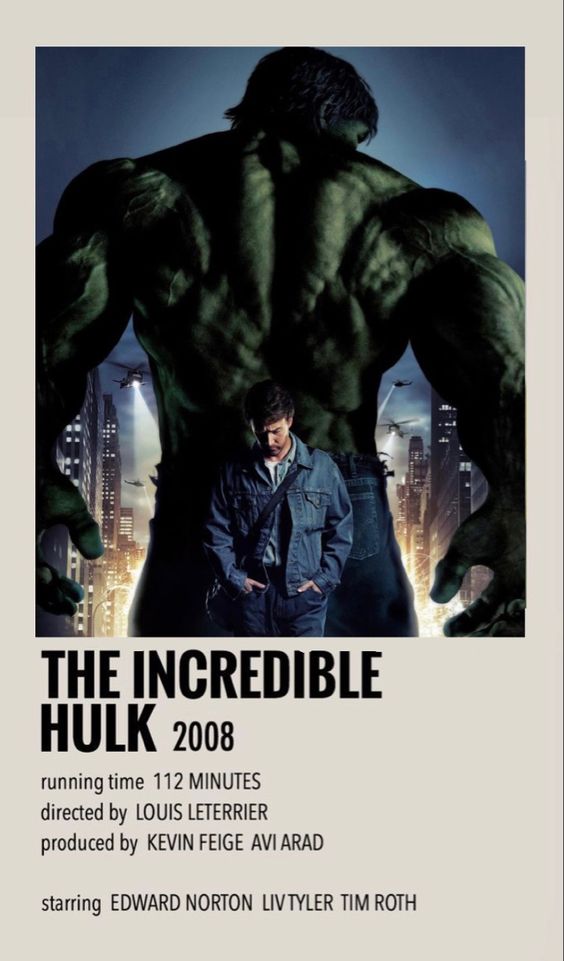 THE INCREDIBLE
HULK 2008
running time 112 MINUTES
directed by LOUIS LETERRIER
produced by KEVIN FEIGE AVI ARAD
starring EDWARD NORTON LIV TYLER TIM ROTH